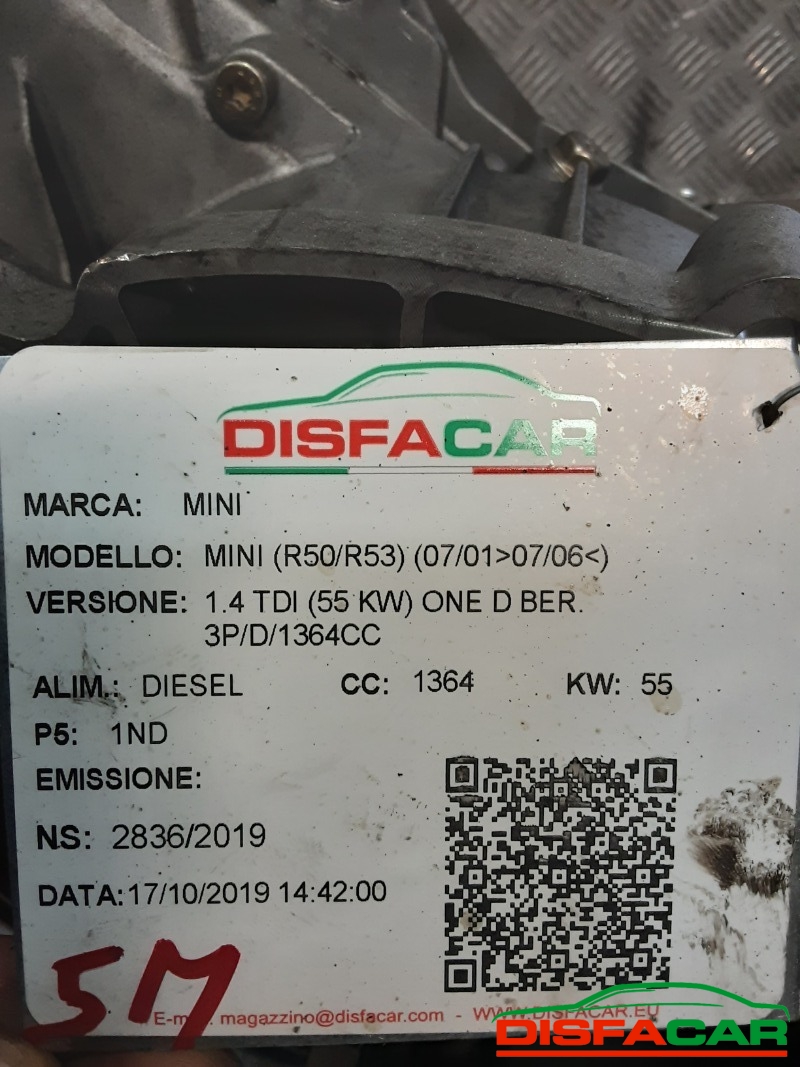 DISFACAR
MARCA: MINI
MODELLO: MINI (R50/R53) (07/01>07/06<)
VERSIONE: 1.4 TDI (55 KW) ONE D BER.
3P/D/1364CC
ALIM.: DIESEL CC: 1364 KW: 55
P5: 1ND
EMISSIONE:
NS: 2836/2019
DATA:17/10/2019 14:42:00
5M
magazzino@disfacar.com - WWW.DISFACAR.EU
DISFACAR